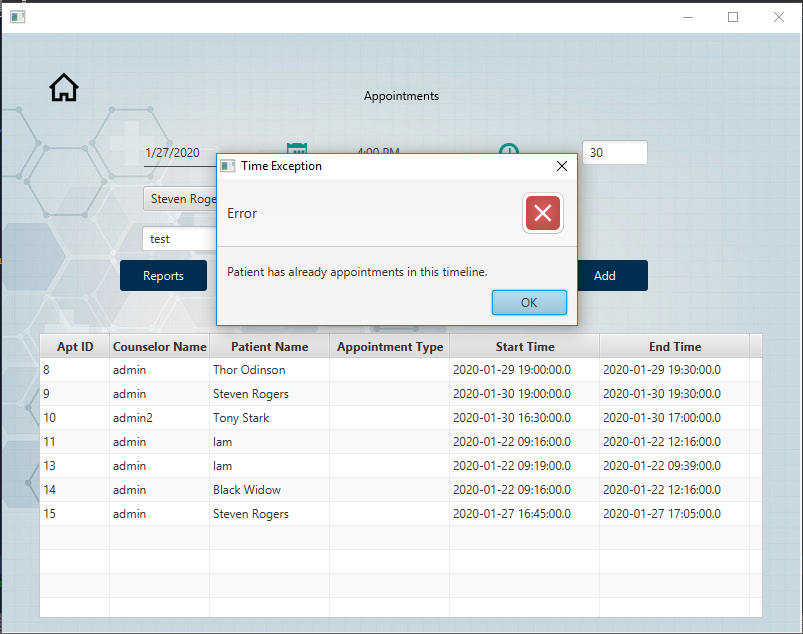 Appointments
1/27/2020
4:00 PM
30
Time Exception
Steven Roge
Error
test
Patient has already appointments in this timeline.
Reports
Add
OK
Apt ID Counselor Name Patient Name Appointment Type Start Time End Time
8 admin Thor Odinson 2020-01-29 19:00:00.0 2020-01-29 19:30:00.0
9 admin Steven Rogers 2020-01-30 19:00:00.0 2020-01-30 19:30:00.0
10 admin2 Tony Stark 2020-01-30 16:30:00.0 2020-01-30 17:00:00.0
11 admin Iam 2020-01-22 09:16:00.0 2020-01-22 12:16:00.0
13 admin Iam 2020-01-22 09:19:00.0 2020-01-22 09:39:00.0
14 admin Black Widow 2020-01-22 09:16:00.0 2020-01-22 12:16:00.0
15 admin Steven Rogers 2020-01-27 16:45:00.0 2020-01-27 17:05:00.0